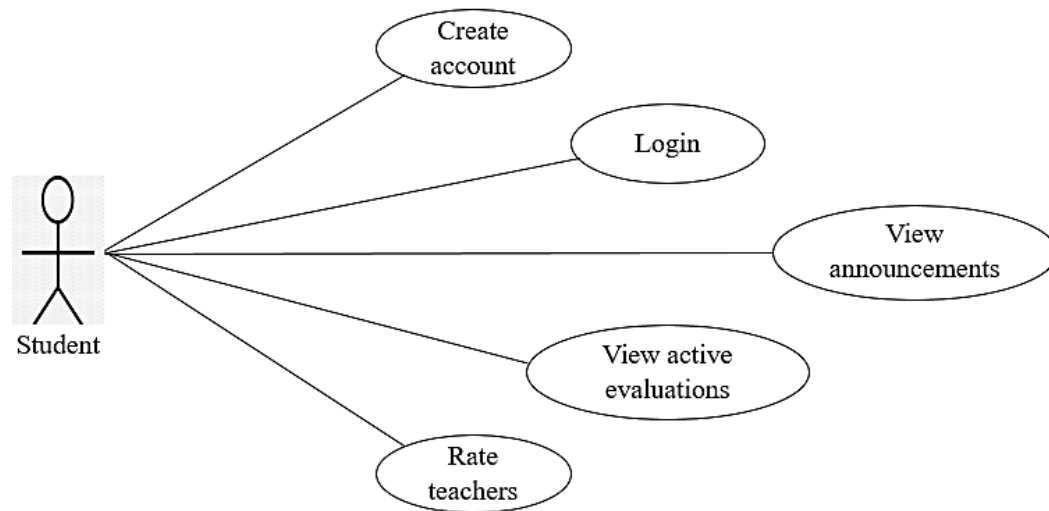 Create
account
Login
View
announcements
Student
View active
evaluations
Rate
teachers